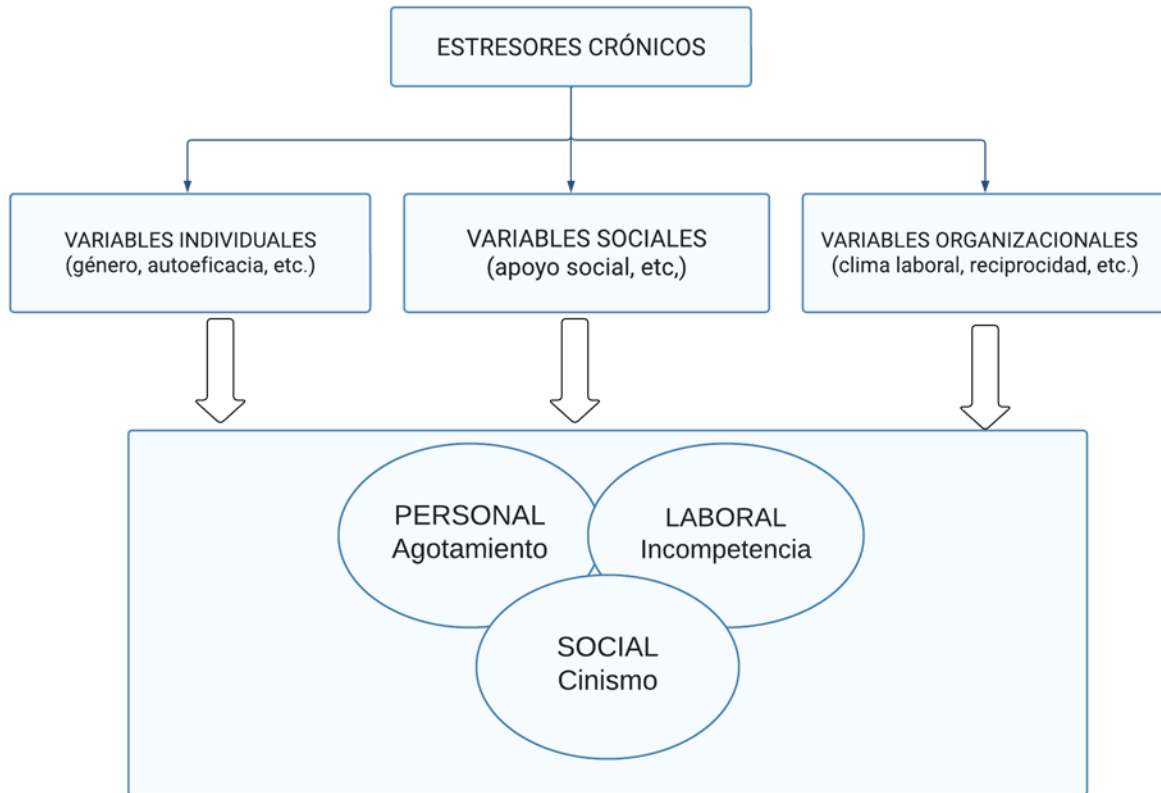 ESTRESORES CRÓNICOS
VARIABLES INDIVIDUALES
(género, autoeficacia, etc.)
VARIABLES SOCIALES
(apoyo social, etc,)
VARIABLES ORGANIZACIONALES
(clima laboral, reciprocidad, etc.)
PERSONAL
Agotamiento
LABORAL
Incompetencia
SOCIAL
Cinismo